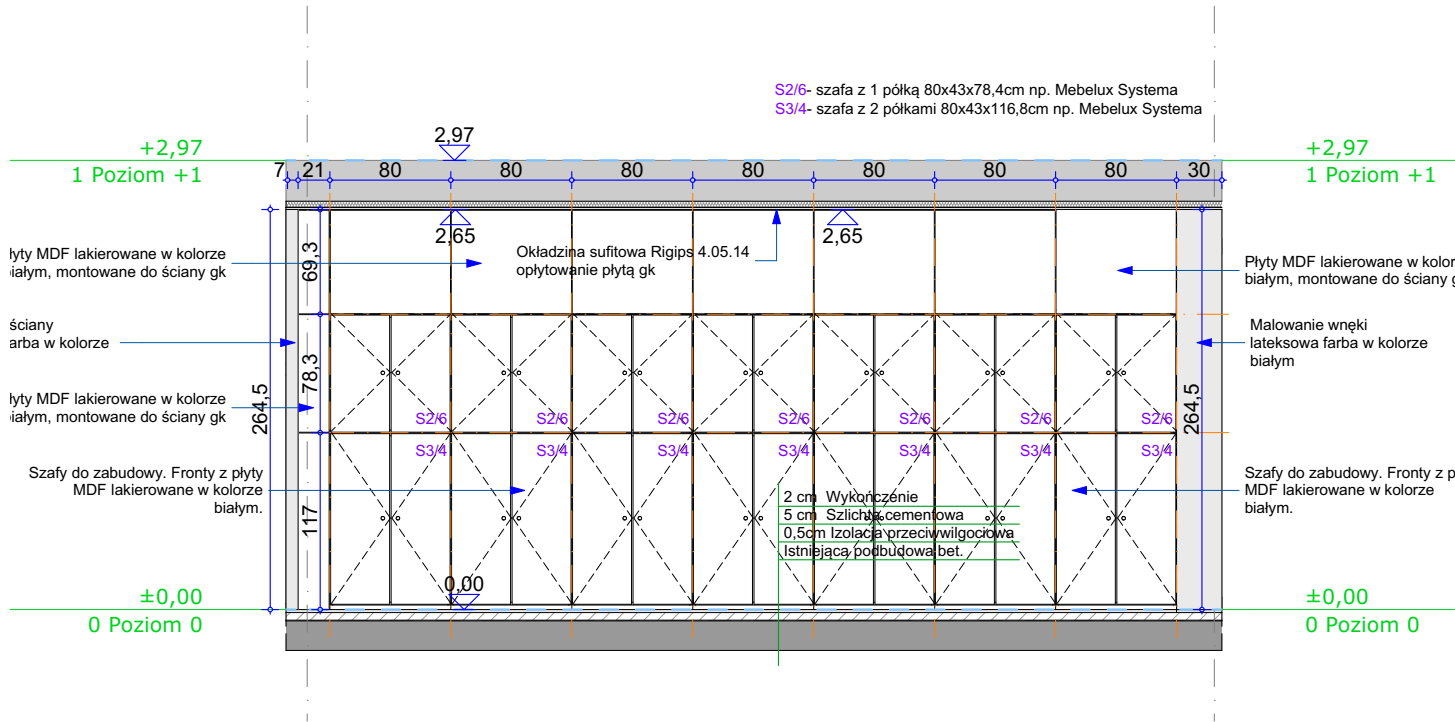 S2/6- szafa z 1 półką 80x43x78,4cm np. Mebelux Systema
S3/4- szafa z 2 półkami 80x43x116,8cm np. Mebelux Systema
+2,97
1 Poziom +1
2,97
+2,97
1 Poziom +1
7 21 80 80 80 80 80 80 80 30
2,65
2,65
Okładzina sufitowa Rigips 4.05.14
opłytowanie płytą gk
łyty MDF lakierowane w kolorze
iałym, montowane do ściany gk
69,3
Płyty MDF lakierowane w kolor
białym, montowane do ściany g
ściany
arba w kolorze
Malowanie wnęki
lateksowa farba w kolorze
białym
78,3
łyty MDF lakierowane w kolorze
iałym, montowane do ściany gk
264,5
264,5
S2/6 S2/6 S2/6 S2/6 S2/6 S2/6 S2/6
S3/4 S3/4 S3/4 S3/4 S3/4 S3/4 S3/4
Szafy do zabudowy. Fronty z płyty
MDF lakierowane w kolorze
białym.
117
Szafy do zabudowy. Fronty z p
MDF lakierowane w kolorze
białym.
2 cm Wykończenie
5 cm Szlichta cementowa
0,5cm Izolacja przeciwwilgociowa
Istniejąca podbudowa bet.
0,00
±0,00
0 Poziom 0
±0,00
0 Poziom 0